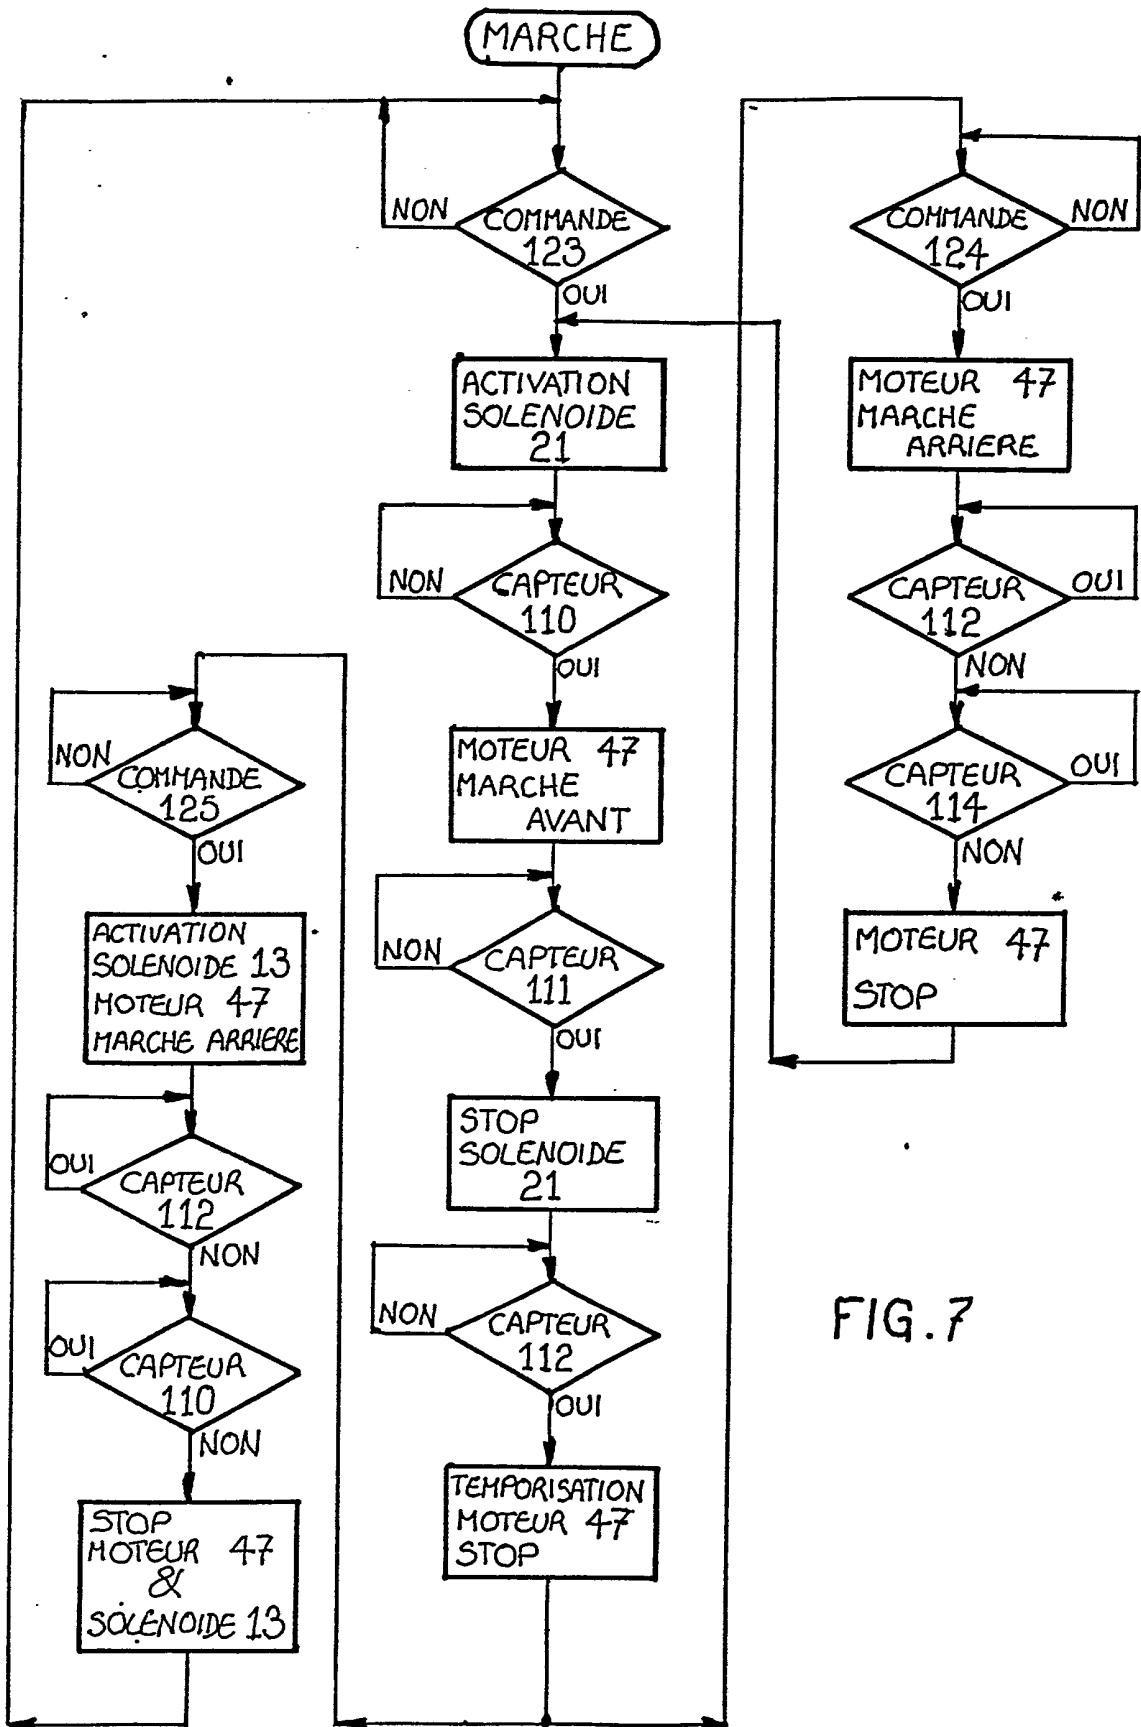 MARCHE
NON
COMMANDE
123
OUI
ACTIVATION
SOLENOIDE
21
NON
CAPTEUR
110
OUI
MOTEUR 47
MARCHE
AVANT
NON
CAPTEUR
111
OUI
STOP
SOLENOIDE
21
NON
CAPTEUR
112
OUI
TEMPORISATION
MOTEUR 47
STOP
NON
COMMANDE
125
OUI
ACTIVATION
SOLENOIDE 13
MOTEUR 47
MARCHE ARRIERE
OUI
CAPTEUR
112
NON
OUI
CAPTEUR
110
NON
STOP
MOTEUR 47
&
SOLENOIDE 13
COMMANDE
124
NON
OUI
MOTEUR 47
MARCHE
ARRIERE
CAPTEUR
112
OUI
NON
CAPTEUR
114
OUI
NON
MOTEUR 47
STOP
FIG. 7